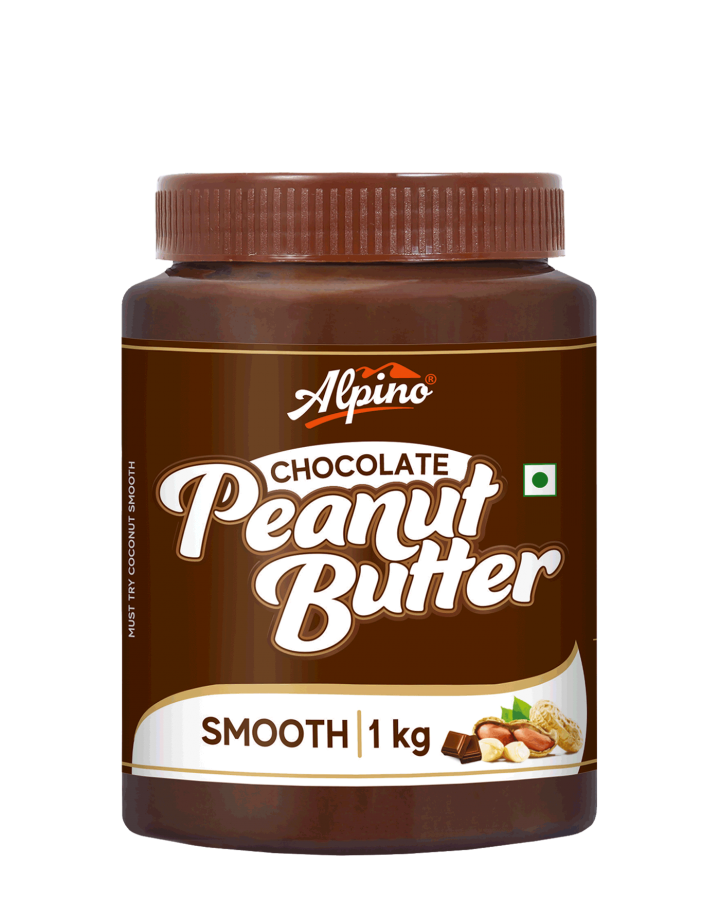 Alpino®
CHOCOLATE
Peanut
Butter
MUST TRY COCONUT SMOOTH
SMOOTH | 1 kg